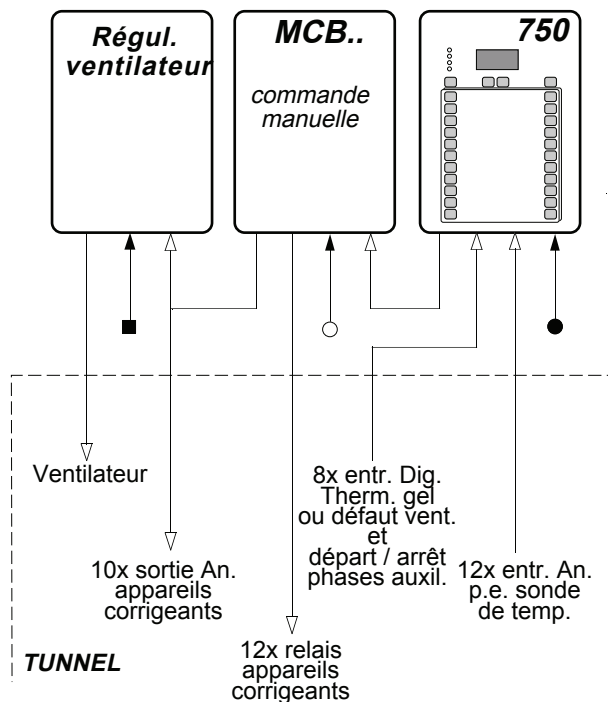 Régul.
ventilateur
MCB..
commande
manuelle
750
Ventilateur
10x sortie An.
appareils
corrigeants
12x relais
appareils
corrigeants
8x entr. Dig.
Therm. gel
ou défaut vent.
et
départ / arrêt
phases auxil.
12x entr. An.
p.e. sonde
de temp.
TUNNEL